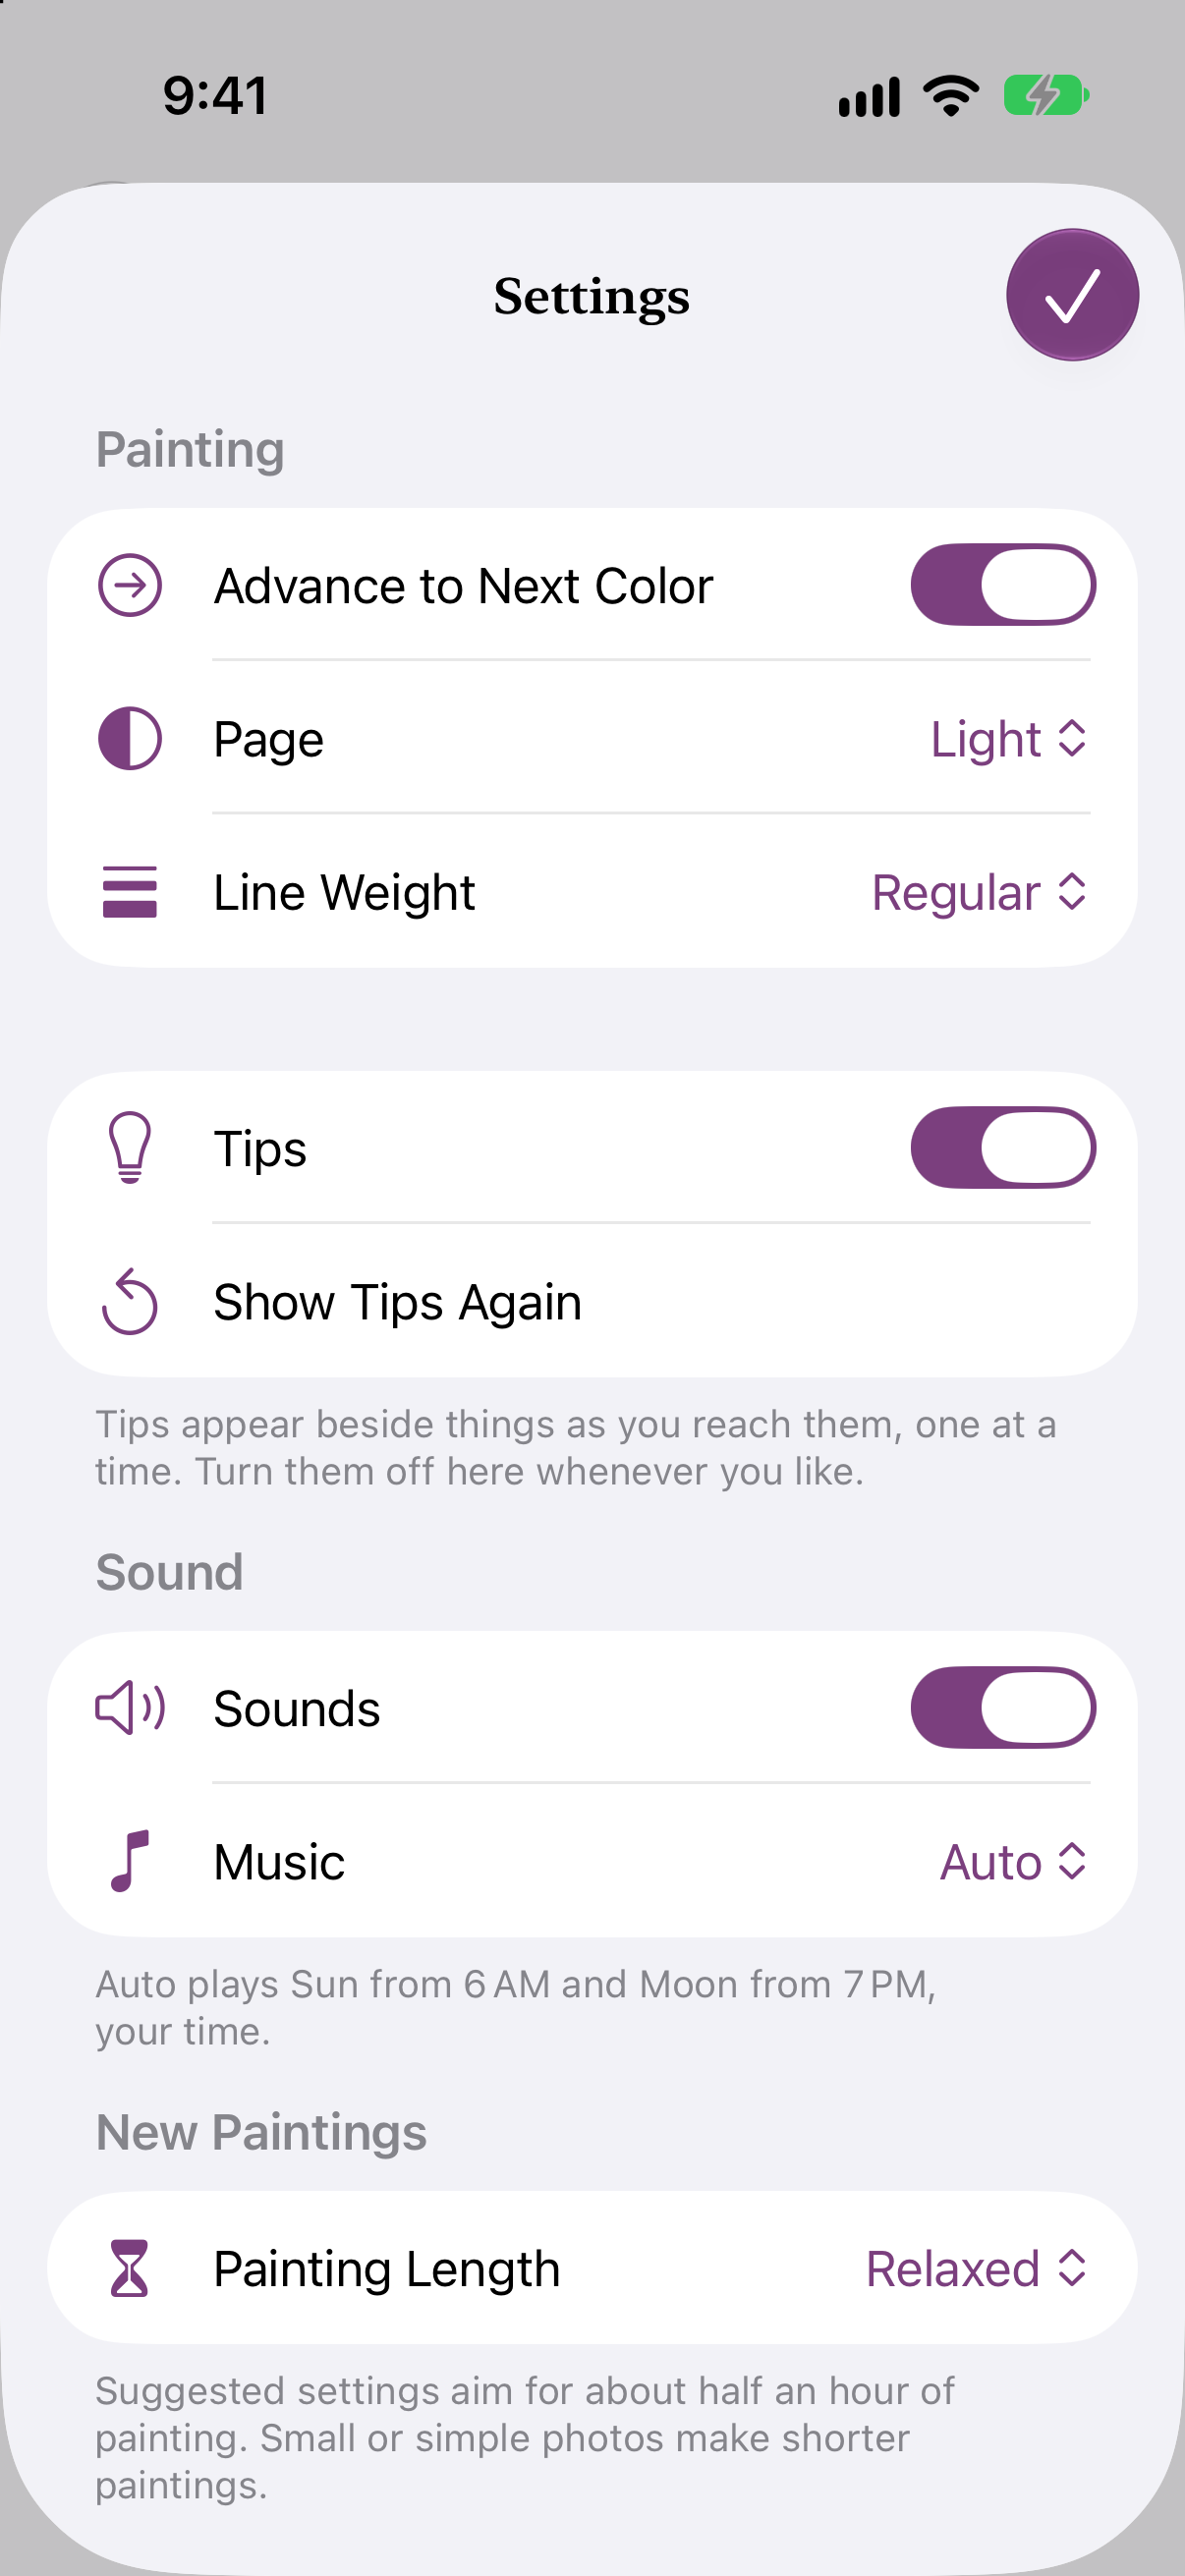 9:41
Settings
Painting
Advance to Next Color
Page
Light
Line Weight
Regular
Tips
Show Tips Again
Tips appear beside things as you reach them, one at a
time. Turn them off here whenever you like.
Sound
Sounds
Music
Auto
Auto plays Sun from 6 AM and Moon from 7 PM,
your time.
New Paintings
Painting Length
Relaxed
Suggested settings aim for about half an hour of
painting. Small or simple photos make shorter
paintings.